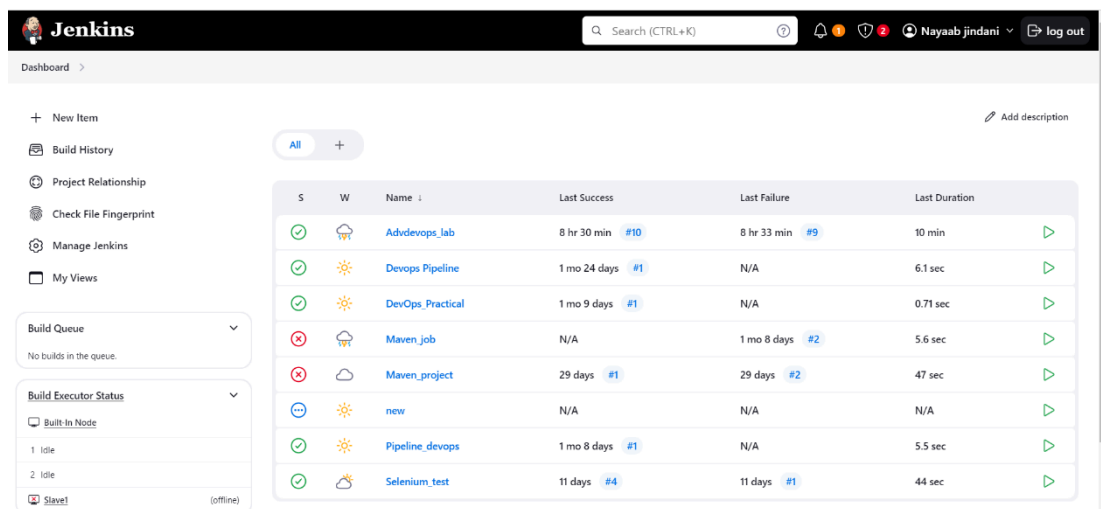 Jenkins
Search (CTRL+K)
1
2
Nayaab jindani
log out
Dashboard
New Item
Build History
Project Relationship
Check File Fingerprint
Manage Jenkins
My Views
Build Queue
No builds in the queue.
Build Executor Status
Built-In Node
1 Idle
2 Idle
Slave1 (offline)
Add description
All +
S W Name ↓ Last Success Last Failure Last Duration
Advdevops_lab 8 hr 30 min #10 8 hr 33 min #9 10 min
Devops Pipeline 1 mo 24 days #1 N/A 6.1 sec
DevOps_Practical 1 mo 9 days #1 N/A 0.71 sec
Maven_job N/A 1 mo 8 days #2 5.6 sec
Maven_project 29 days #1 29 days #2 47 sec
new N/A N/A N/A
Pipeline_devops 1 mo 8 days #1 N/A 5.5 sec
Selenium_test 11 days #4 11 days #1 44 sec